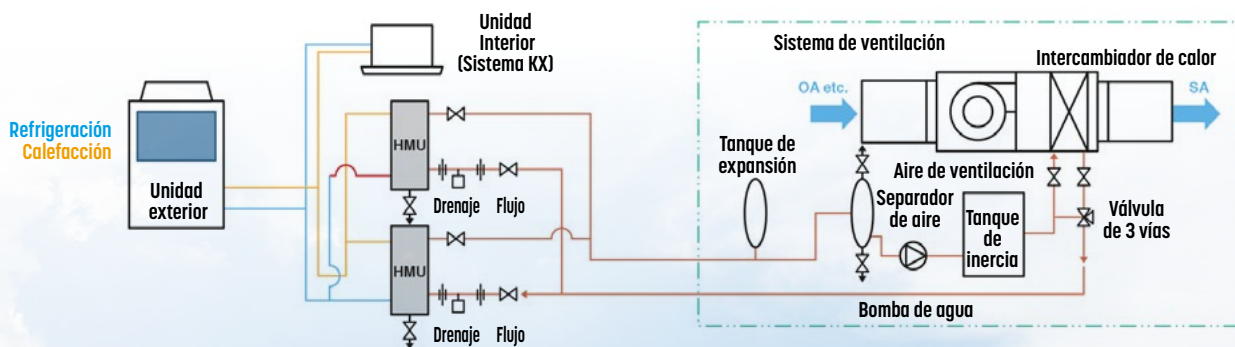 Unidad
Interior
(Sistema KX)
Refrigeración
Calefacción
Unidad
exterior
HMU
Drenaje
Flujo
HMU
Drenaje
Flujo
Sistema de ventilación
Intercambiador de calor
OA etc.
SA
Tanque de
expansión
Aire de ventilación
Separador
de aire
Tanque
de
inercia
Válvula
de 3 vías
Bomba de agua